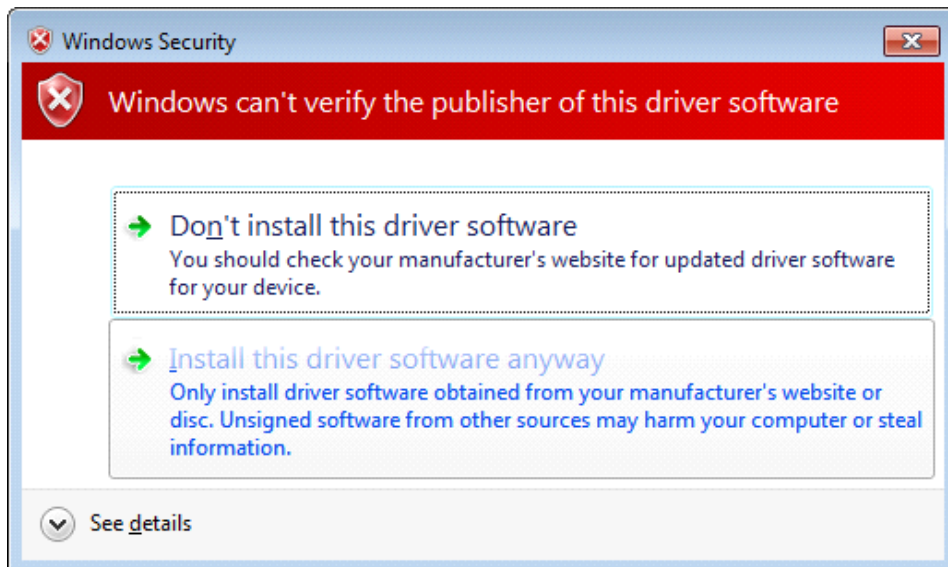 Windows Security
Windows can't verify the publisher of this driver software
Don't install this driver software
You should check your manufacturer's website for updated driver software
for your device.
Install this driver software anyway
Only install driver software obtained from your manufacturer's website or
disc. Unsigned software from other sources may harm your computer or steal
information.
See details